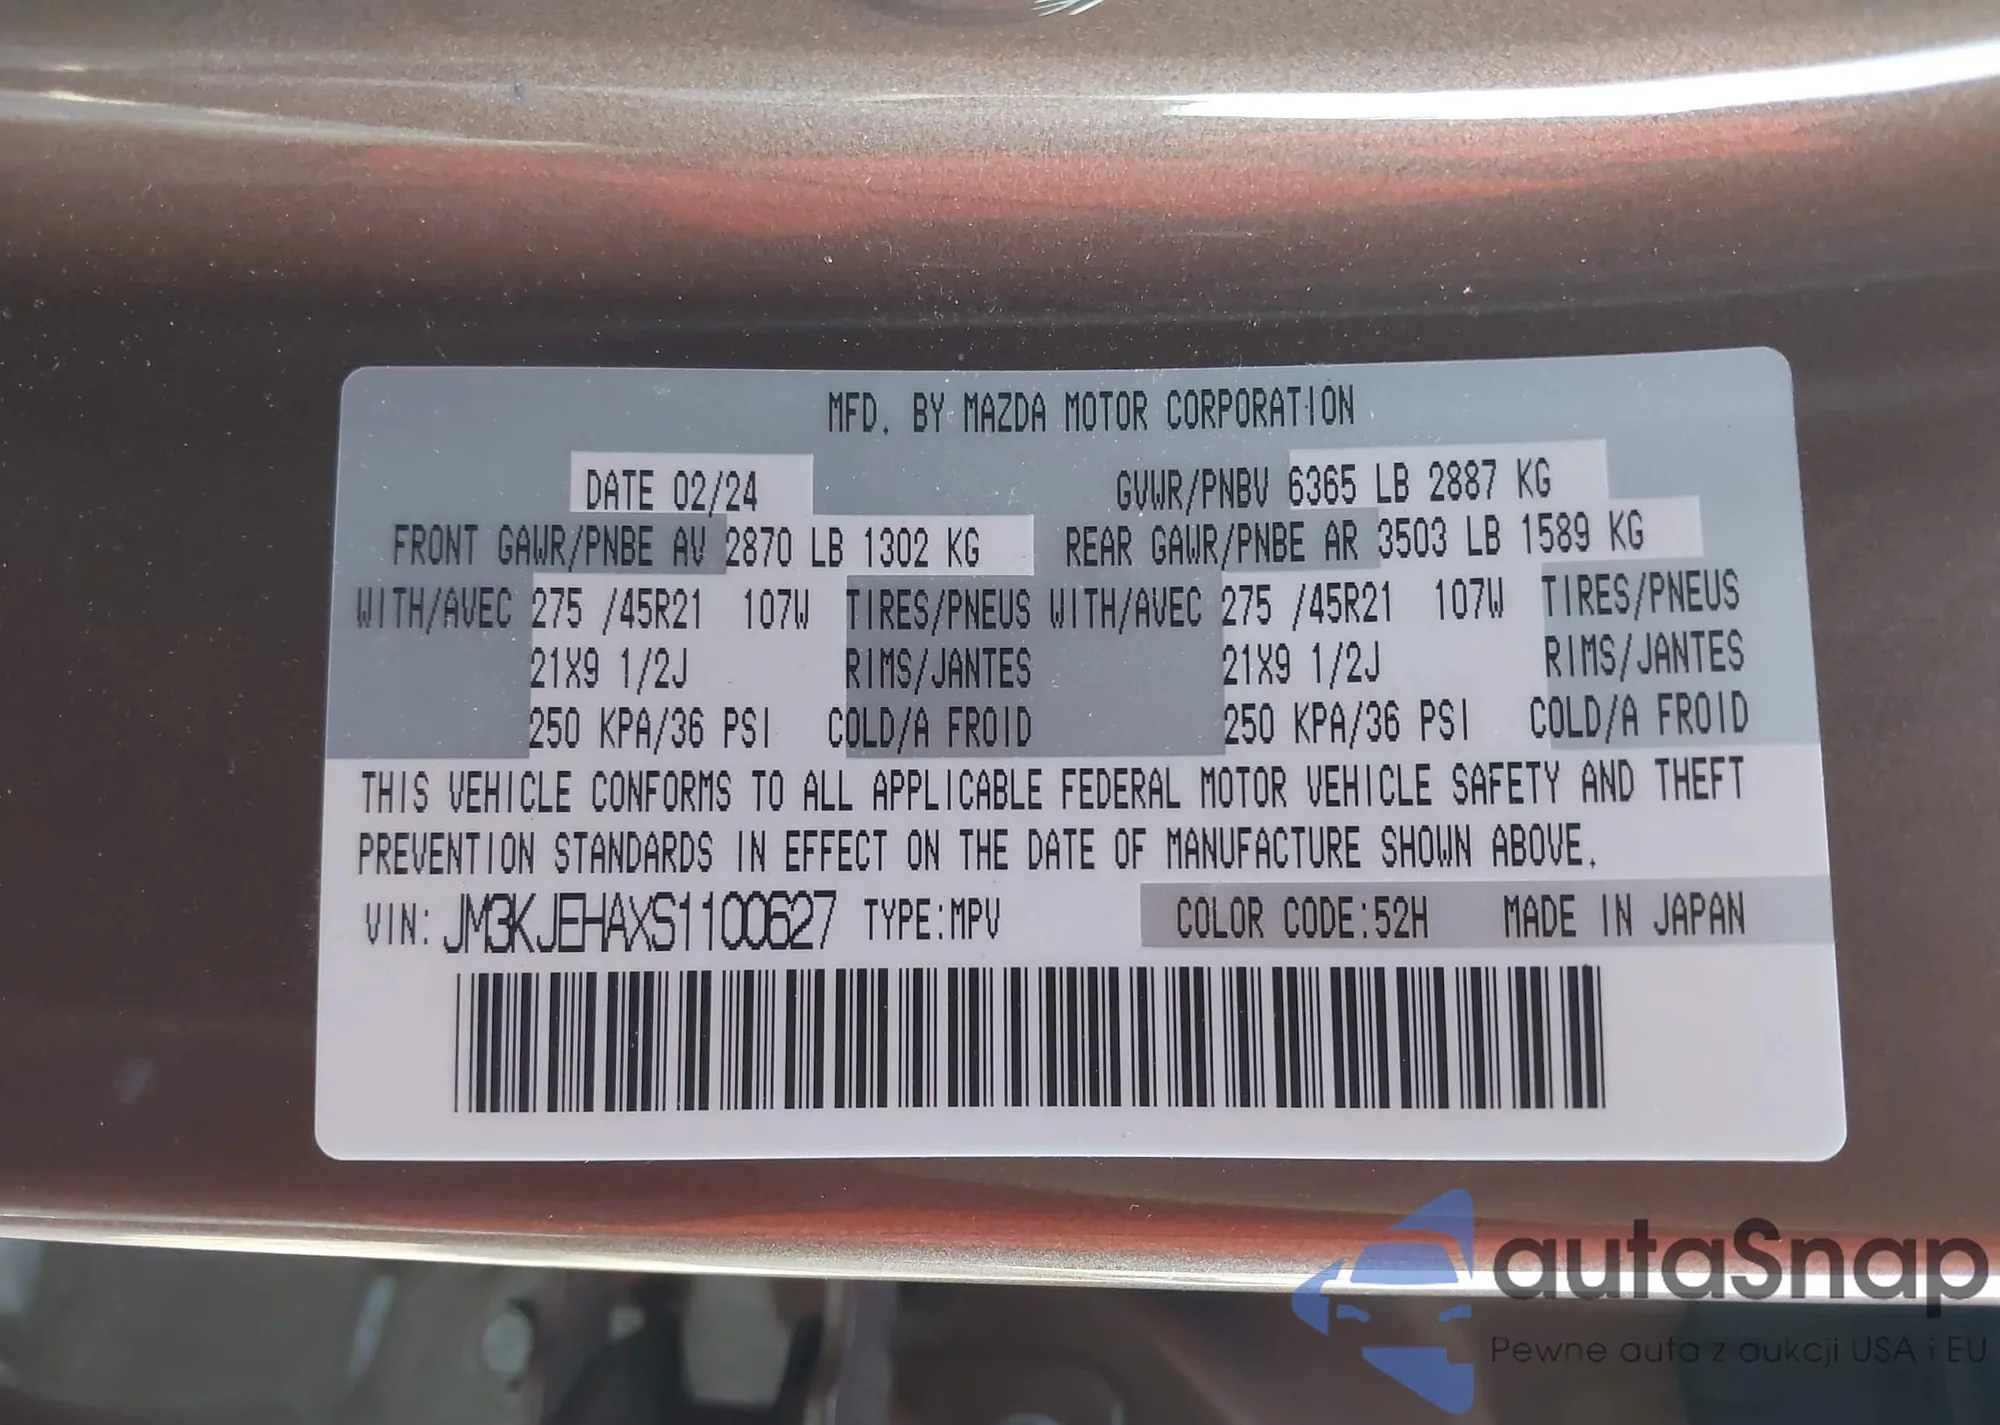 MFD. BY MAZDA MOTOR CORPORATION
DATE 02/24 GVWR/PNBV 6365 LB 2887 KG
FRONT GAWR/PNBE AV 2870 LB 1302 KG REAR GAWR/PNBE AR 3503 LB 1589 KG
WITH/AVEC 275 /45R21 107W TIRES/PNEUS WITH/AVEC 275 /45R21 107W TIRES/PNEUS
21X9 1/2J RIMS/JANTES 21X9 1/2J RIMS/JANTES
250 KPA/36 PSI COLD/A FROID 250 KPA/36 PSI COLD/A FROID
THIS VEHICLE CONFORMS TO ALL APPLICABLE FEDERAL MOTOR VEHICLE SAFETY AND THEFT
PREVENTION STANDARDS IN EFFECT ON THE DATE OF MANUFACTURE SHOWN ABOVE.
VIN: JM3KJEHAXS1100627 TYPE:MPV COLOR CODE:52H MADE IN JAPAN
autaSnap
Pewne auta z aukcji USA i EU